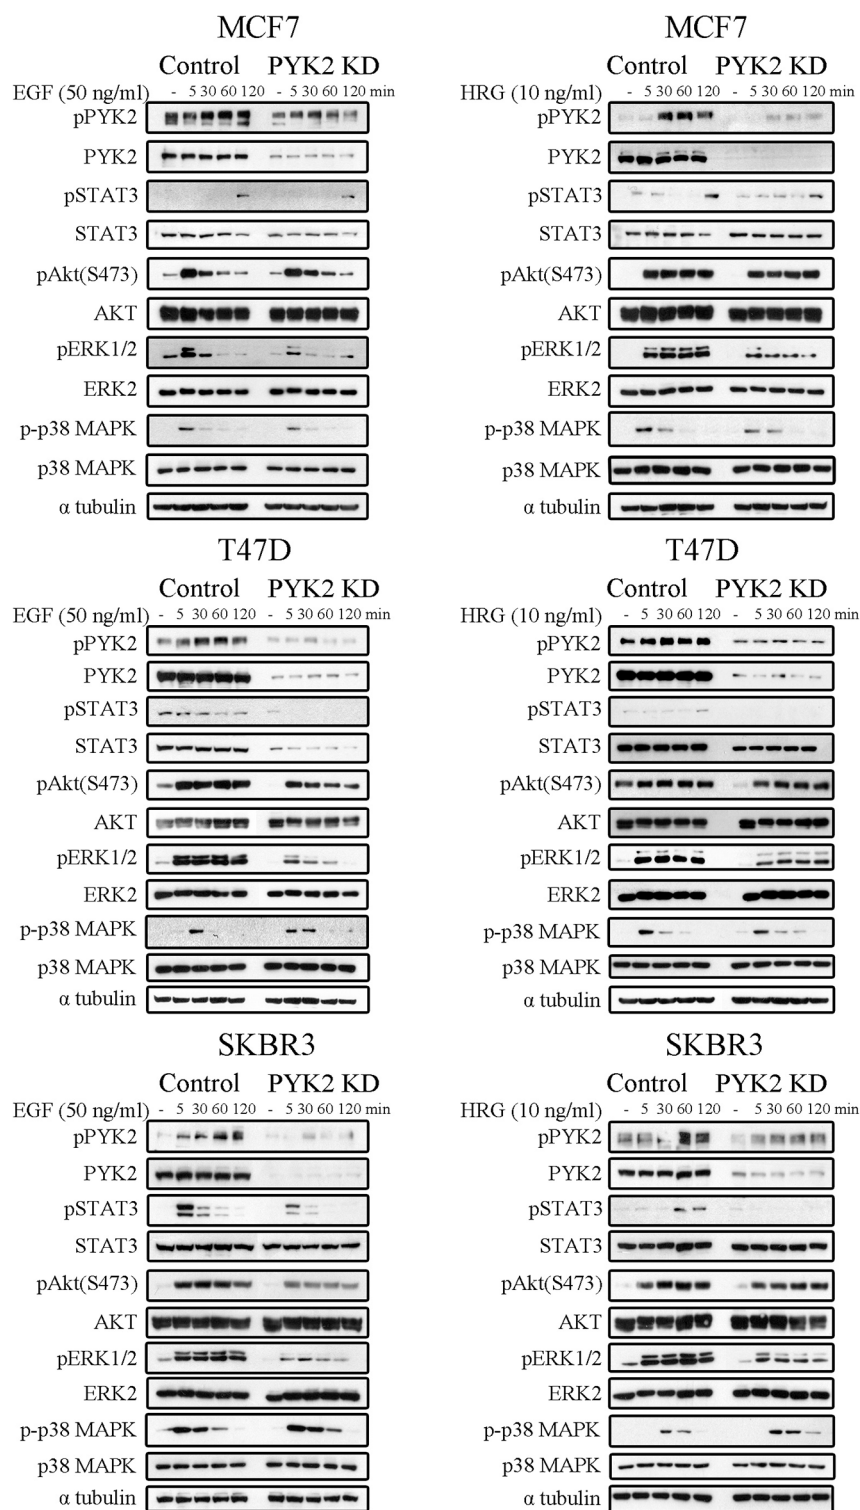 MCF7
Control PYK2 KD
EGF (50 ng/ml) - 5 30 60 120 - 5 30 60 120 min
pPYK2
PYK2
pSTAT3
STAT3
pAkt(S473)
AKT
pERK1/2
ERK2
p-p38 MAPK
p38 MAPK
α tubulin
MCF7
Control PYK2 KD
HRG (10 ng/ml) - 5 30 60 120 - 5 30 60 120 min
pPYK2
PYK2
pSTAT3
STAT3
pAkt(S473)
AKT
pERK1/2
ERK2
p-p38 MAPK
p38 MAPK
α tubulin
T47D
Control PYK2 KD
EGF (50 ng/ml) - 5 30 60 120 - 5 30 60 120 min
pPYK2
PYK2
pSTAT3
STAT3
pAkt(S473)
AKT
pERK1/2
ERK2
p-p38 MAPK
p38 MAPK
α tubulin
T47D
Control PYK2 KD
HRG (10 ng/ml) - 5 30 60 120 - 5 30 60 120 min
pPYK2
PYK2
pSTAT3
STAT3
pAkt(S473)
AKT
pERK1/2
ERK2
p-p38 MAPK
p38 MAPK
α tubulin
SKBR3
Control PYK2 KD
EGF (50 ng/ml) - 5 30 60 120 - 5 30 60 120 min
pPYK2
PYK2
pSTAT3
STAT3
pAkt(S473)
AKT
pERK1/2
ERK2
p-p38 MAPK
p38 MAPK
α tubulin
SKBR3
Control PYK2 KD
HRG (10 ng/ml) - 5 30 60 120 - 5 30 60 120 min
pPYK2
PYK2
pSTAT3
STAT3
pAkt(S473)
AKT
pERK1/2
ERK2
p-p38 MAPK
p38 MAPK
α tubulin